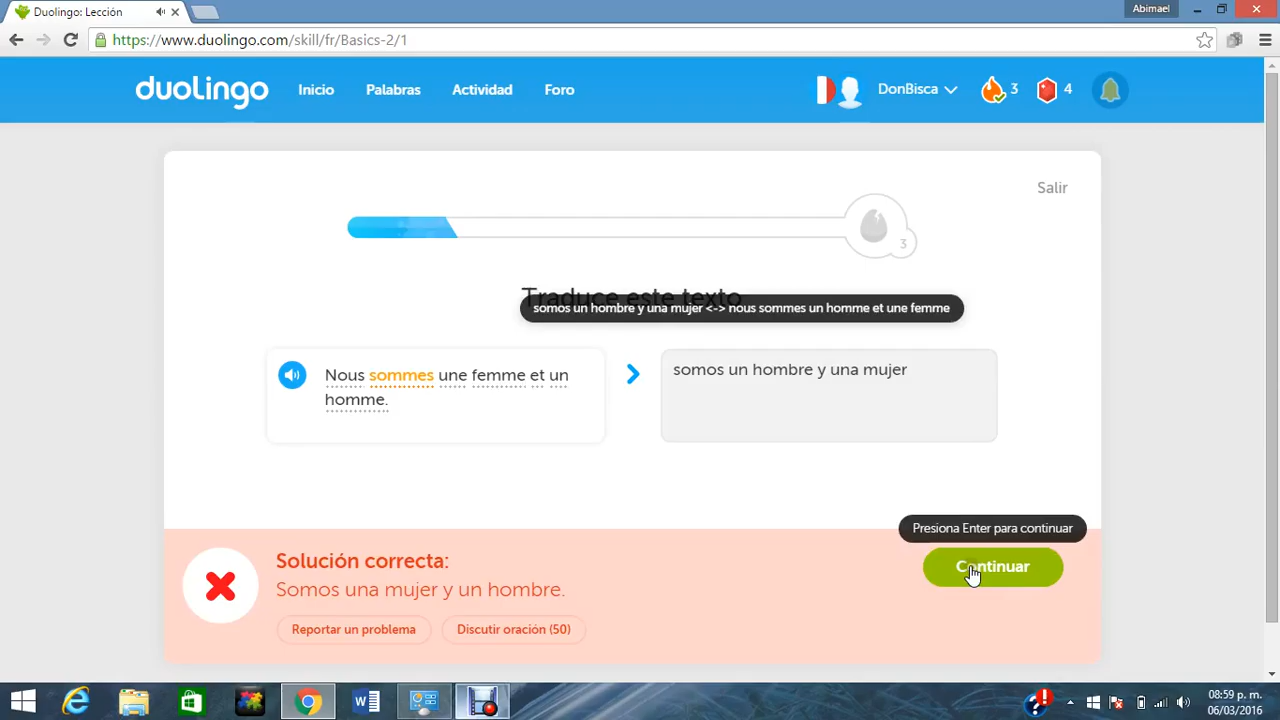 Duolingo: Lección
Abimael
https://www.duolingo.com/skill/fr/Basics-2/1
duolingo
Inicio
Palabras
Actividad
Foro
DonBisca
3
4
Salir
3
Traduce este texto
somos un hombre y una mujer <-> nous sommes un homme et une femme
Nous sommes une femme et un
homme.
somos un hombre y una mujer
Presiona Enter para continuar
Continuar
Solución correcta:
Somos una mujer y un hombre.
Reportar un problema
Discutir oración (50)
08:59 p. m.
06/03/2016